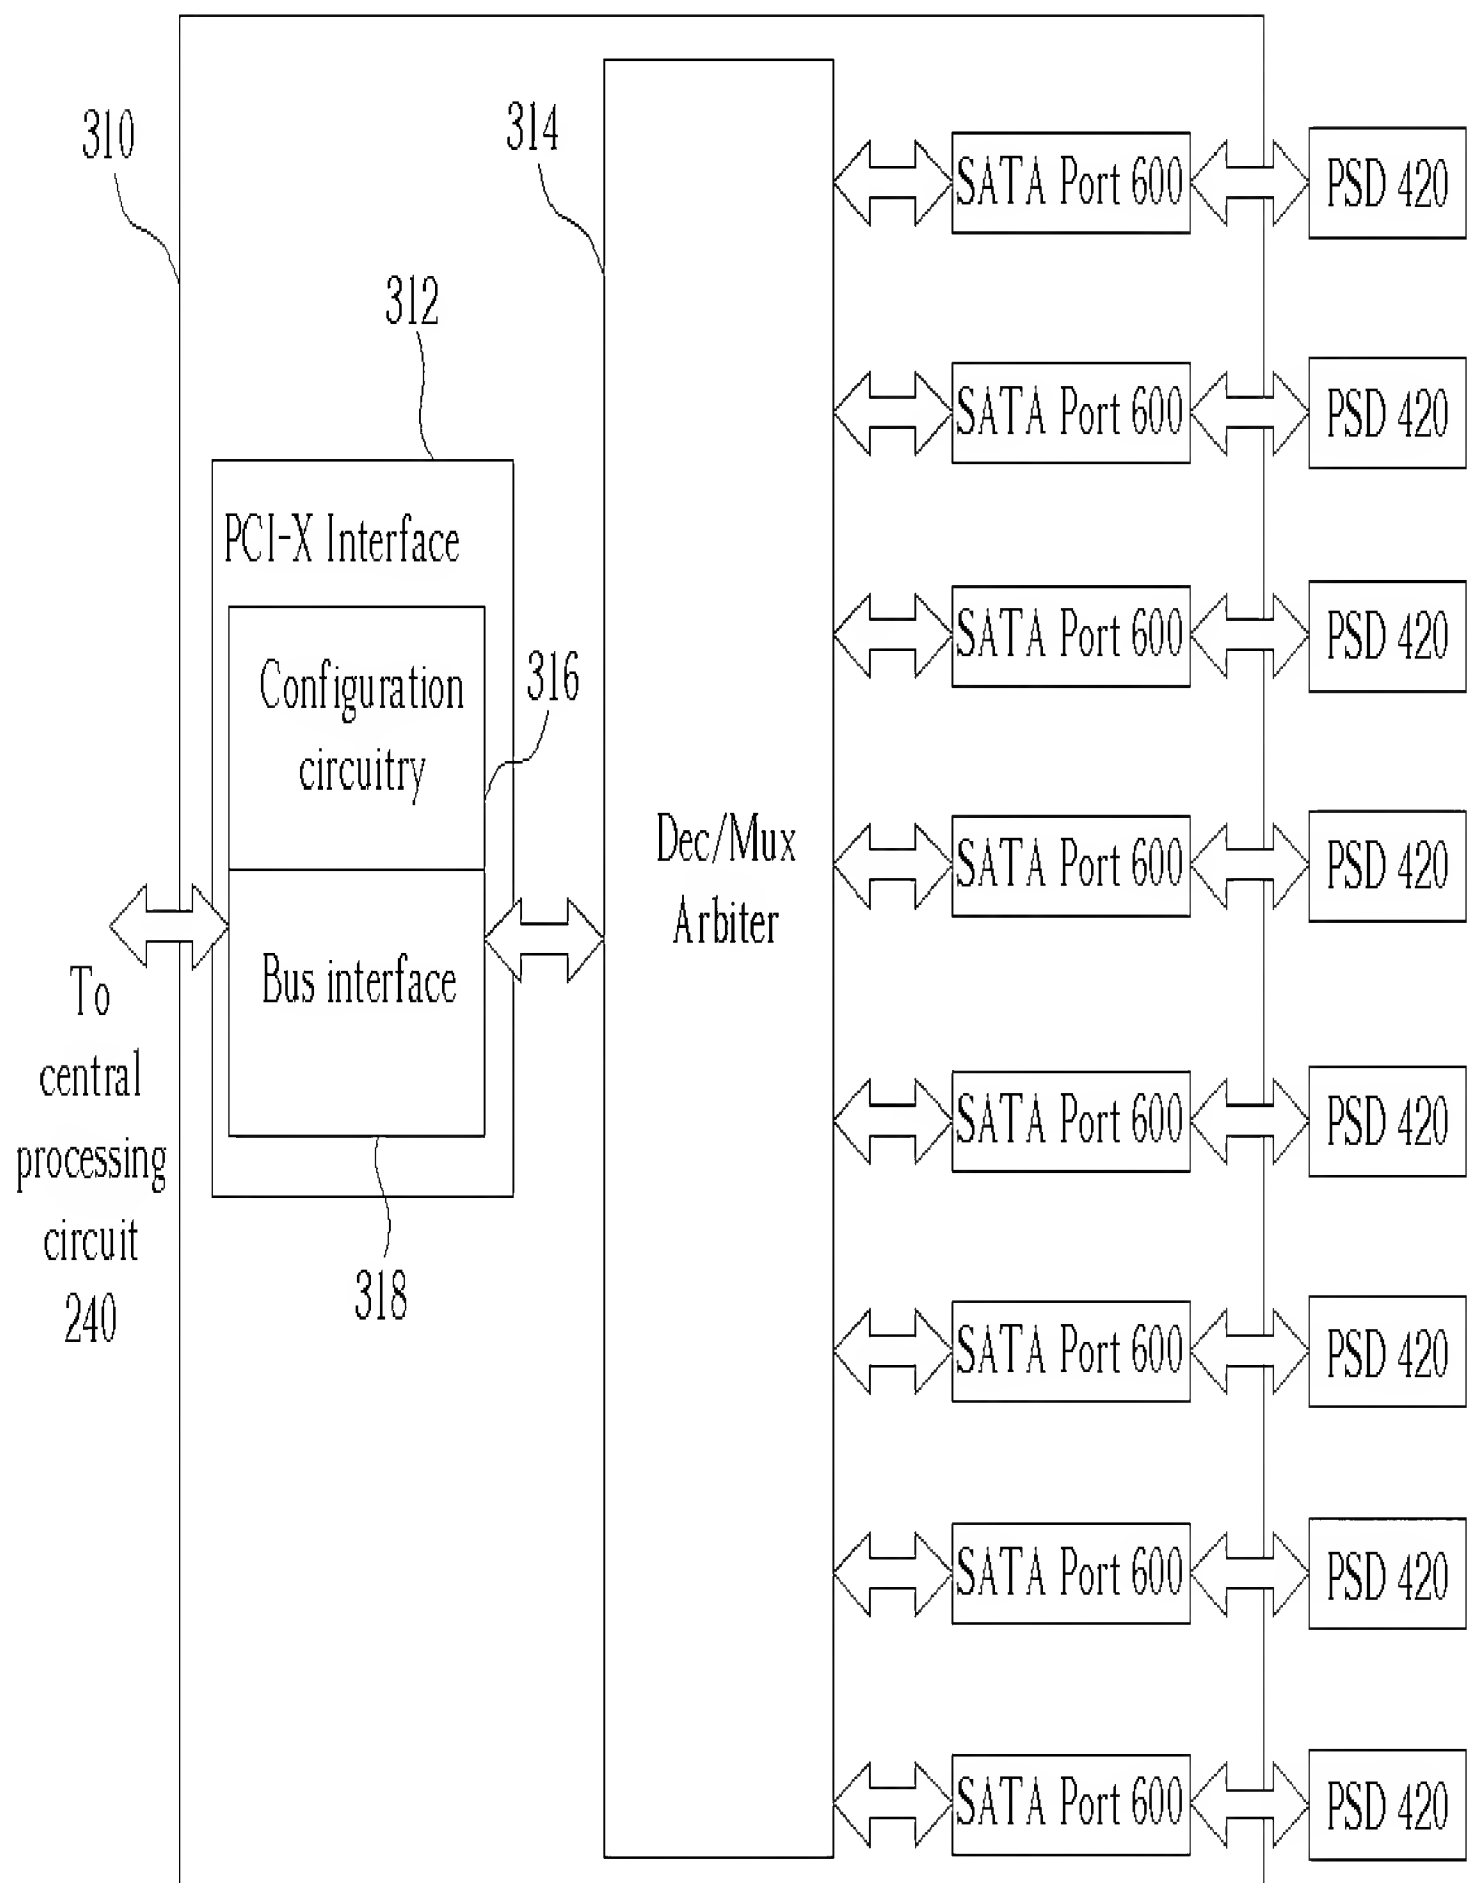 310
314
SATA Port 600
PSD 420
312
SATA Port 600
PSD 420
PCI-X Interface
SATA Port 600
PSD 420
Configuration
circuitry
316
Dec/Mux
Arbiter
SATA Port 600
PSD 420
Bus interface
To
central
processing
circuit
240
318
SATA Port 600
PSD 420
SATA Port 600
PSD 420
SATA Port 600
PSD 420
SATA Port 600
PSD 420